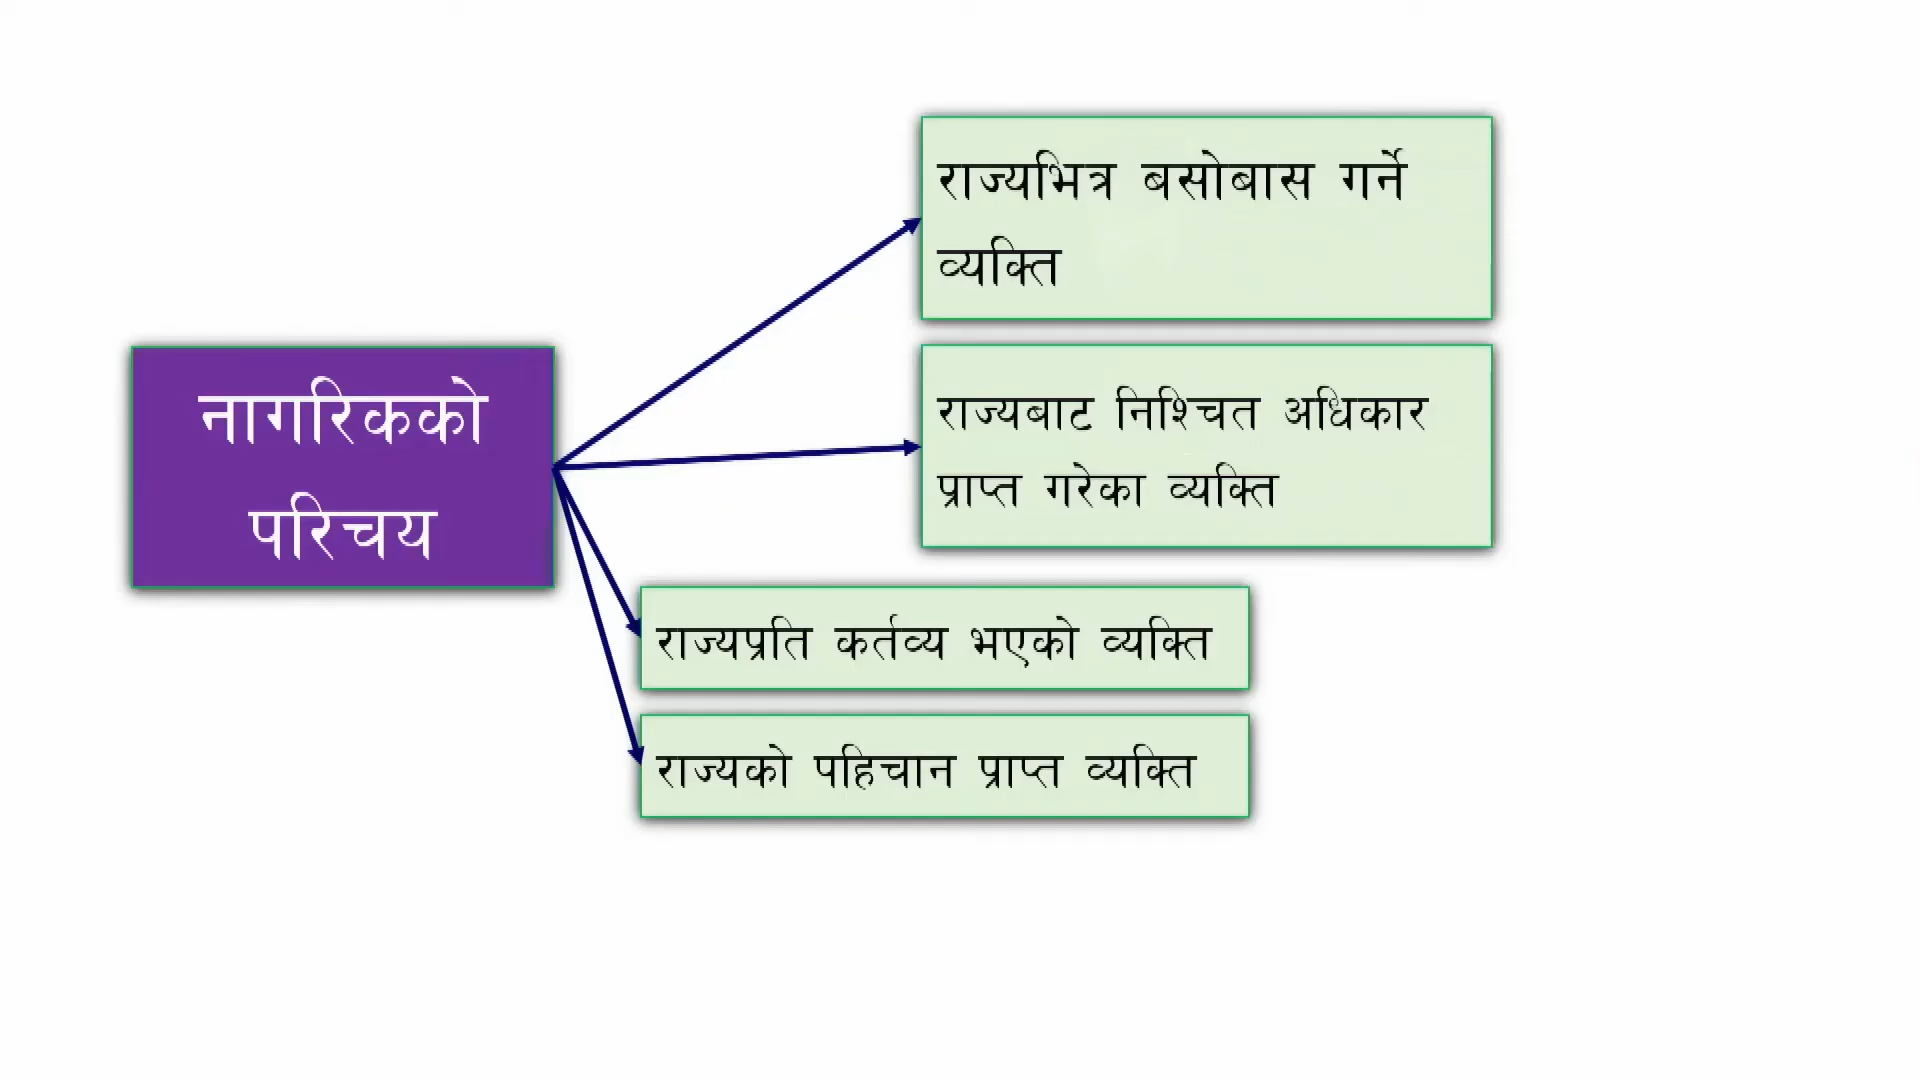 नागरिकको
परिचय
राज्यभित्र बसोबास गर्ने
व्यक्ति
राज्यबाट निश्चित अधिकार
प्राप्त गरेका व्यक्ति
राज्यप्रति कर्तव्य भएको व्यक्ति
राज्यको पहिचान प्राप्त व्यक्ति